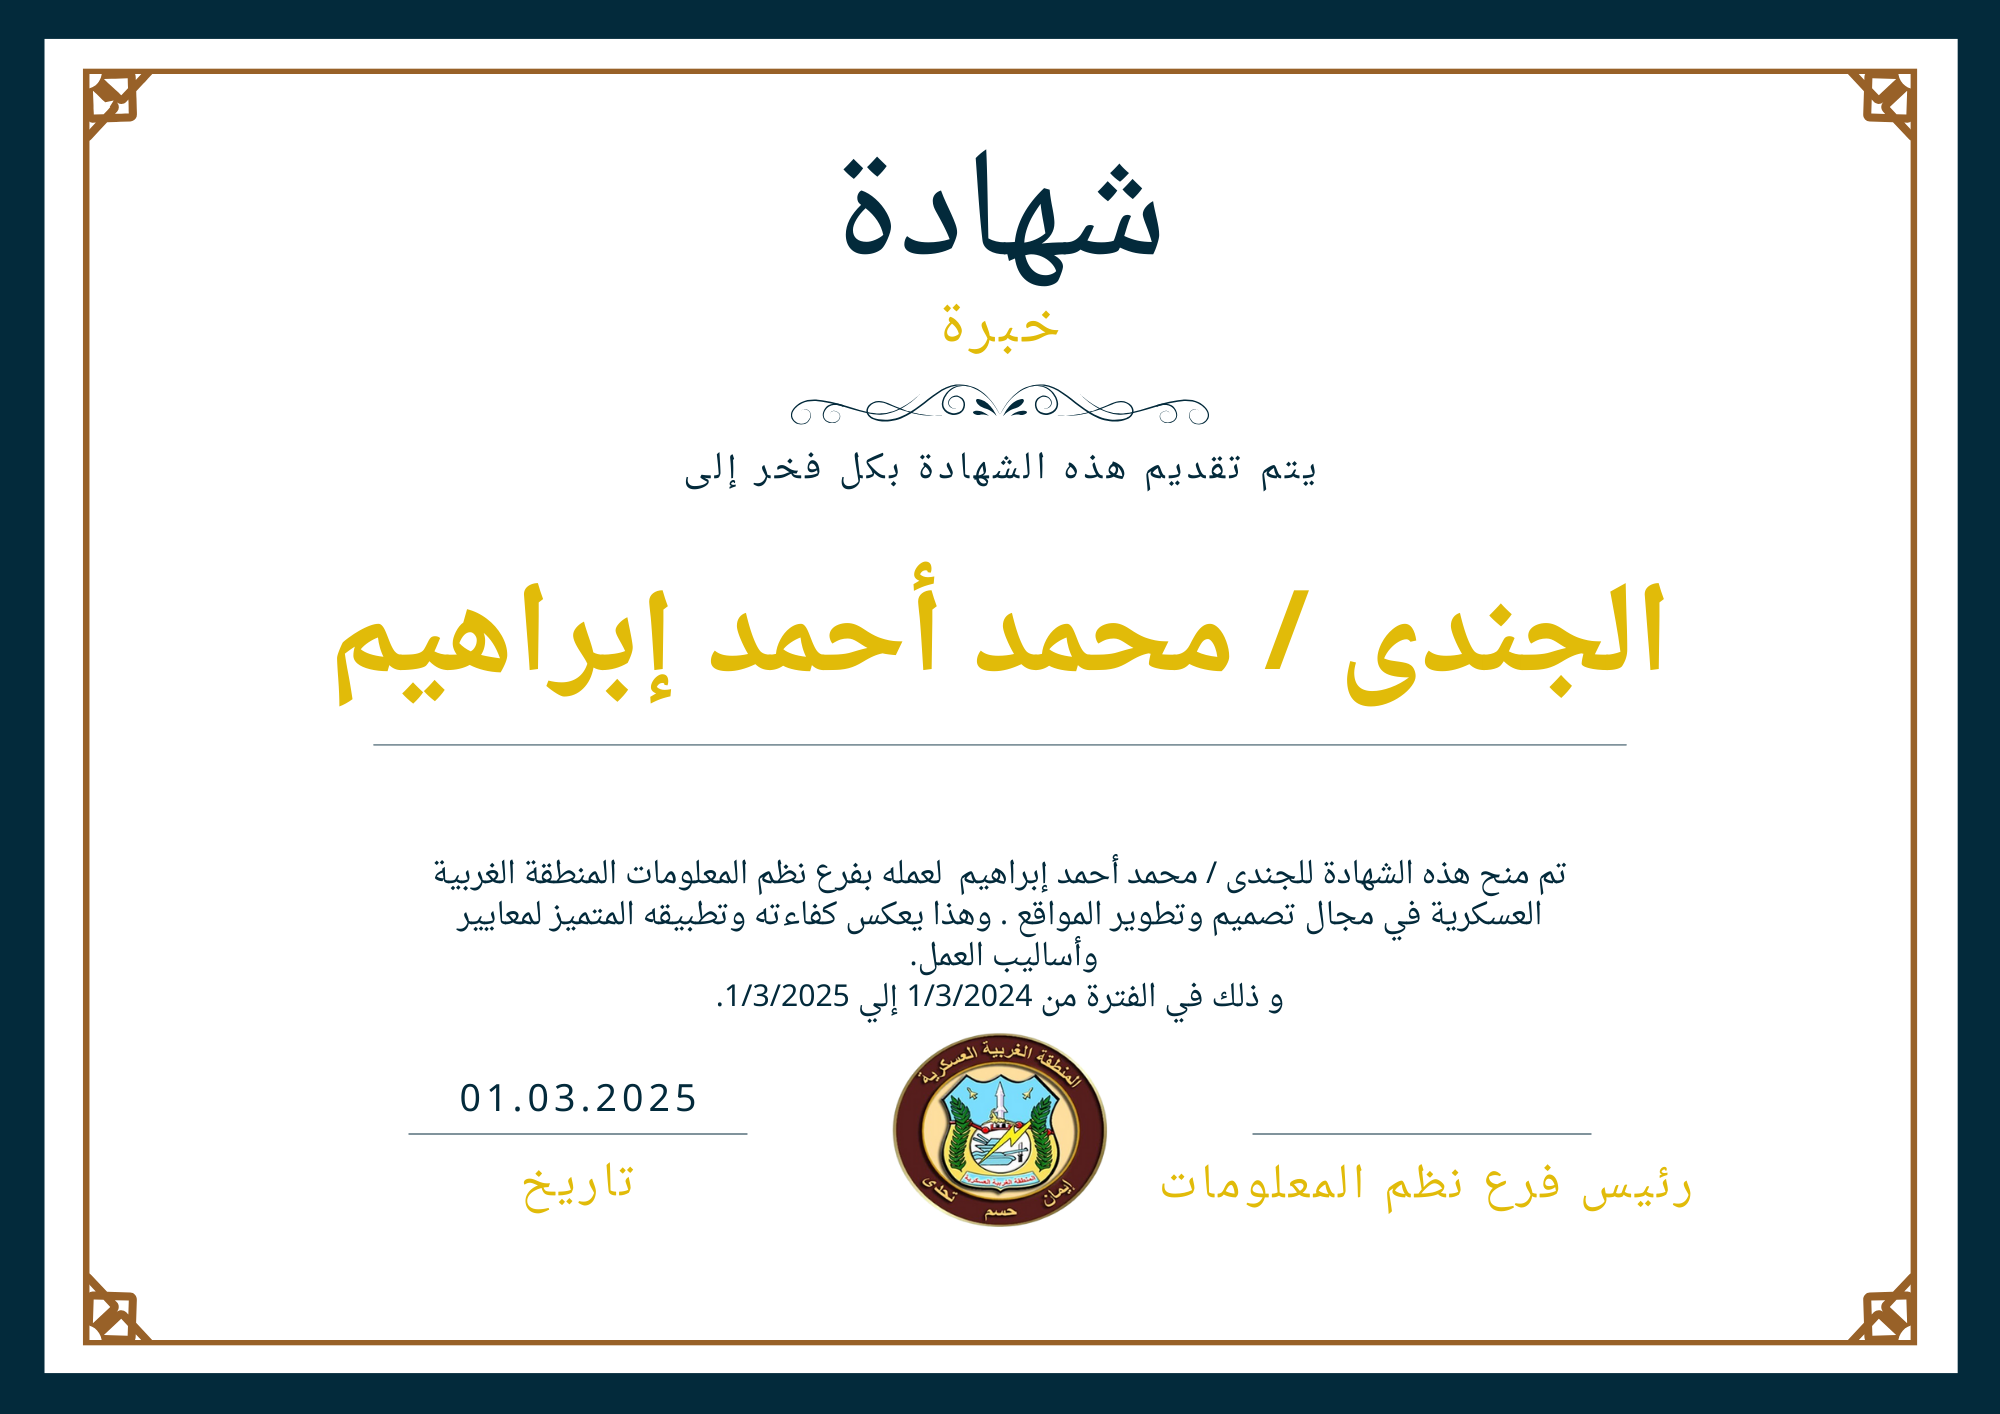 شهادة
خبرة
يتم تقديم هذه الشهادة بكل فخر إلى
الجندى / محمد أحمد إبراهيم
تم منح هذه الشهادة للجندى / محمد أحمد إبراهيم لعمله بفرع نظم المعلومات المنطقة الغربية
العسكرية في مجال تصميم وتطوير المواقع . وهذا يعكس كفاءته وتطبيقه المتميز لمعايير
وأساليب العمل.
و ذلك في الفترة من 1/3/2024 إلي 1/3/2025.
المنطقة الغربية العسكرية
المنطقة الغربية العسكرية
إيمان حسم تحدى
رئيس فرع نظم المعلومات
01.03.2025
تاريخ